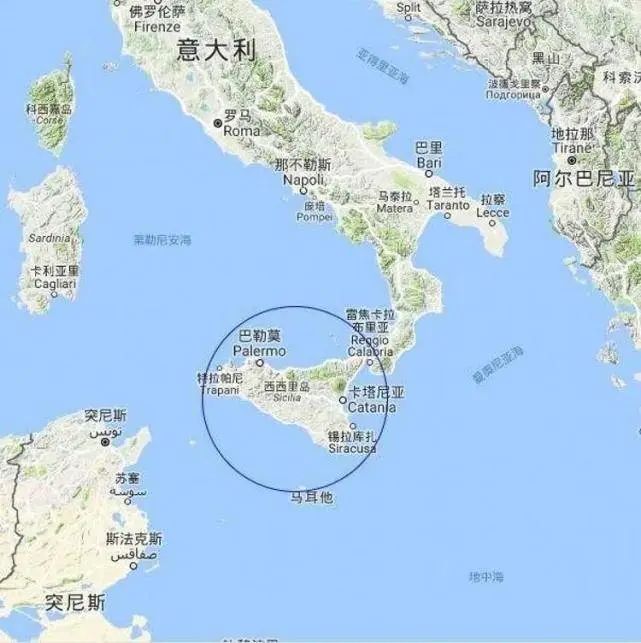 佛罗伦萨
Firenze
意大利
Split
萨拉热窝
Sarajevo
亚得里亚海
黑山
科索沃
波德戈里察
Подгорица
科西嘉岛
Corse
罗马
Roma
地拉那
Tirane
阿尔巴尼亚
巴里
Bari
那不勒斯
Napoli
庞培
Pompei
马泰拉
Matera
塔兰托
Taranto
拉察
Lecce
Sardinia
卡利亚里
Cagliari
第勒尼安海
雷焦卡拉
布里亚
Reggio
Calabria
爱奥尼亚海
巴勒莫
Palermo
特拉帕尼
Trapani
西西里岛
Sicilia
卡塔尼亚
Catania
锡拉库扎
Siracusa
突尼斯
تونس
苏塞
سوسة
马耳他
斯法克斯
صفاقس
地中海
突尼斯